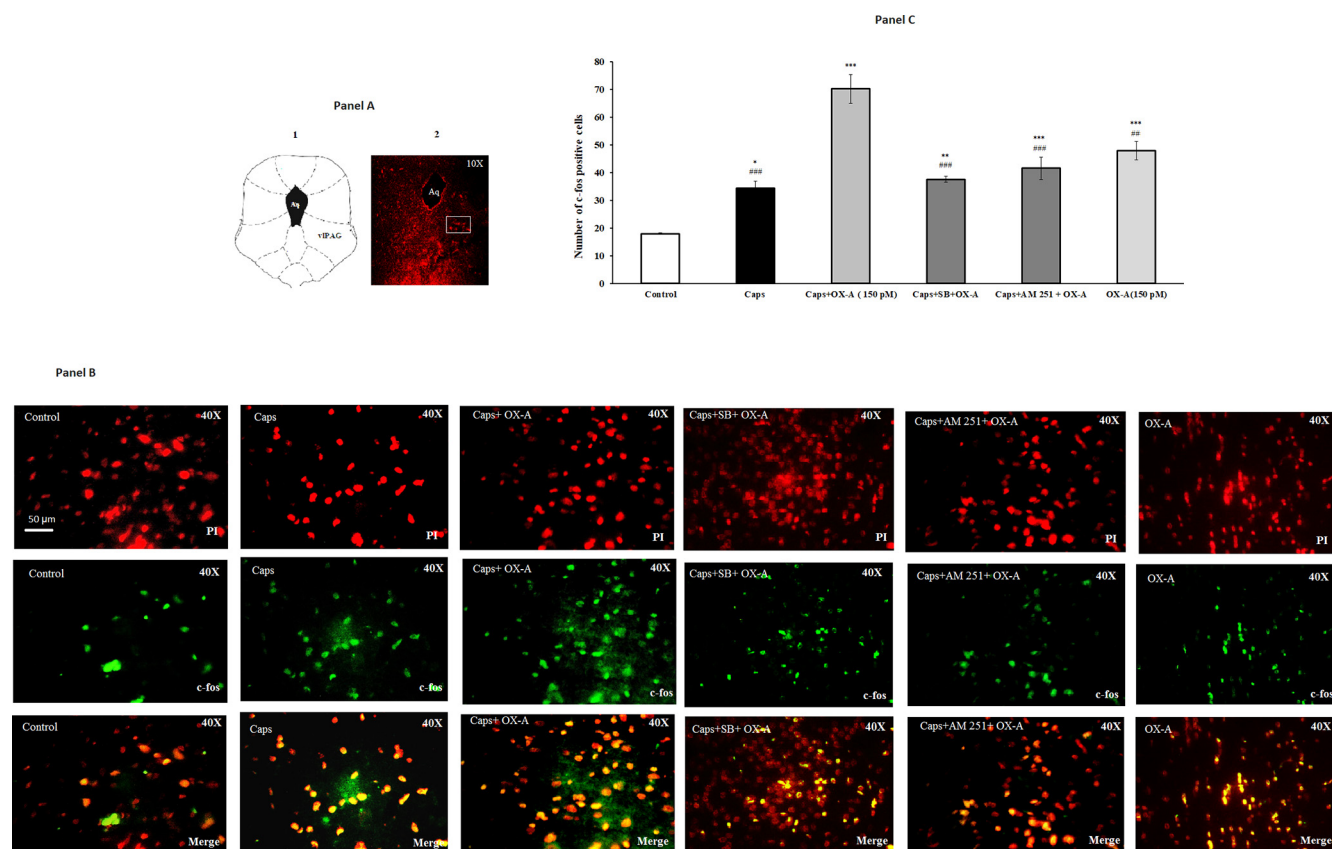 Panel C
Panel A
1 2
10X
Aq
Aq
vlPAG
Number of c-fos positive cells
80
70
60
50
40
30
20
10
0
*
###
***
**
###
***
###
***
##
Control Caps Caps+OX-A ( 150 pM) Caps+SB+OX-A Caps+AM 251 + OX-A OX-A(150 pM)
Panel B
Control 40X Caps 40X Caps+ OX-A 40X Caps+SB+ OX-A 40X Caps+AM 251+ OX-A 40X OX-A 40X
50 µm
PI PI PI PI PI PI
Control 40X Caps 40X Caps+ OX-A 40X Caps+SB+ OX-A 40X Caps+AM 251+ OX-A 40X OX-A 40X
c-fos c-fos c-fos c-fos c-fos c-fos
Control 40X Caps 40X Caps+ OX-A 40X Caps+SB+ OX-A 40X Caps+AM 251+ OX-A 40X OX-A 40X
Merge Merge Merge Merge Merge Merge